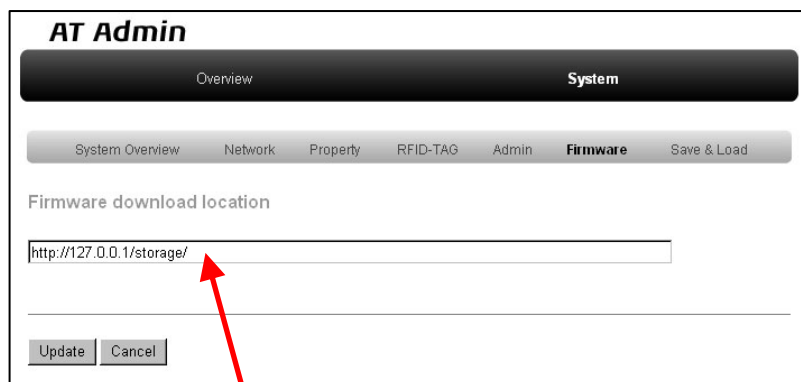 AT Admin
Overview System
System Overview Network Property RFID-TAG Admin Firmware Save & Load
Firmware download location
http://127.0.0.1/storage/
Update Cancel